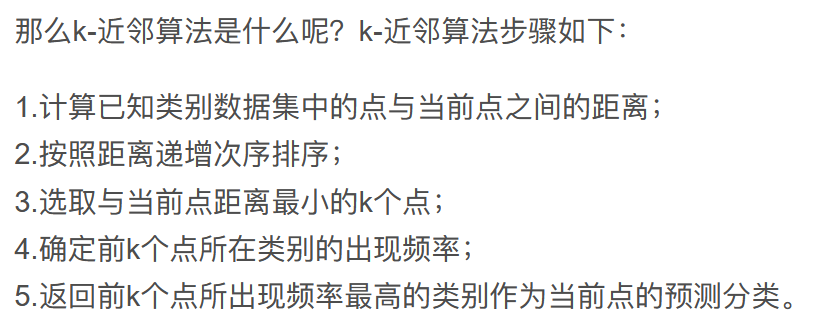 那么k-近邻算法是什么呢？k-近邻算法步骤如下：
1.计算已知类别数据集中的点与当前点之间的距离；
2.按照距离递增次序排序；
3.选取与当前点距离最小的k个点；
4.确定前k个点所在类别的出现频率；
5.返回前k个点所出现频率最高的类别作为当前点的预测分类。